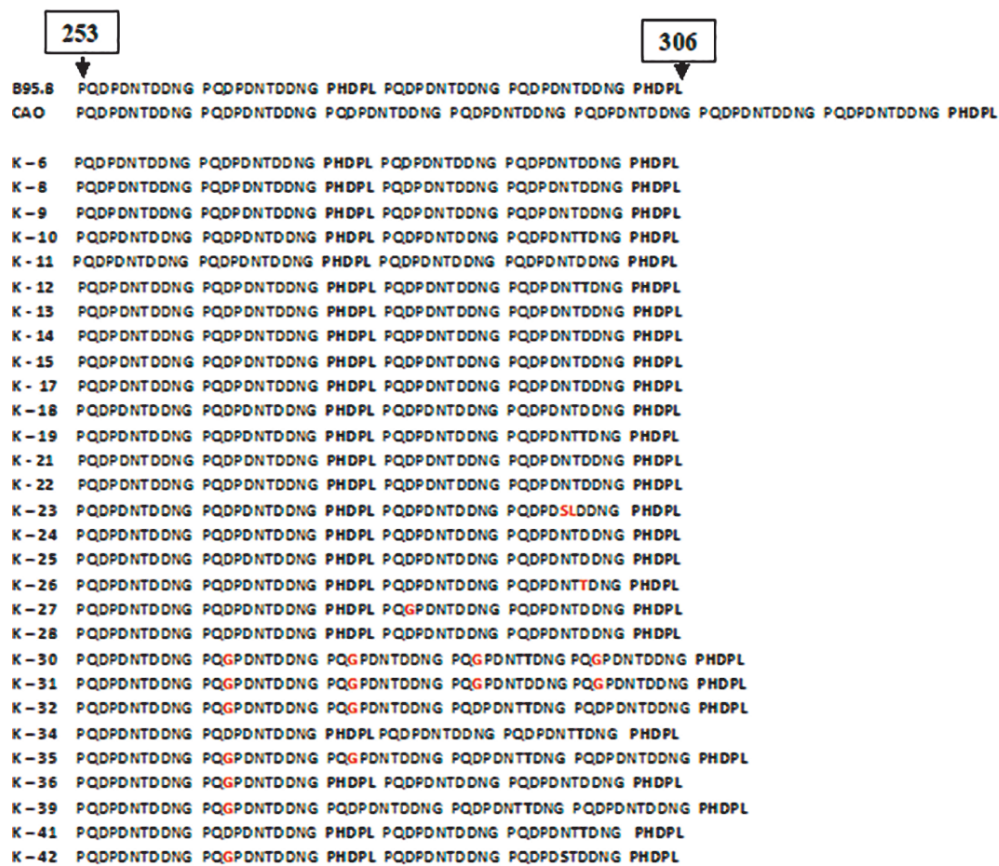 253
306
B95.8 PQDPDNTDDNG PQDPDNTDDNG PHDPL PQDPDNTDDNG PQDPDNTDDNG PHDPL
CAO PQDPDNTDDNG PQDPDNTDDNG PQDPDNTDDNG PQDPDNTDDNG PQDPDNTDDNG PQDPDNTDDNG PQDPDNTDDNG PHDPL
K-6 PQDPDNTDDNG PQDPDNTDDNG PHDPL PQDPDNTDDNG PQDPDNTDDNG PHDPL
K-8 PQDPDNTDDNG PQDPDNTDDNG PHDPL PQDPDNTDDNG PQDPDNTDDNG PHDPL
K-9 PQDPDNTDDNG PQDPDNTDDNG PHDPL PQDPDNTDDNG PQDPDNTDDNG PHDPL
K-10 PQDPDNTDDNG PQDPDNTDDNG PHDPL PQDPDNTDDNG PQDPDNTTDNG PHDPL
K-11 PQDPDNTDDNG PQDPDNTDDNG PHDPL PQDPDNTDDNG PQDPDNTDDNG PHDPL
K-12 PQDPDNTDDNG PQDPDNTDDNG PHDPL PQDPDNTDDNG PQDPDNTTDNG PHDPL
K-13 PQDPDNTDDNG PQDPDNTDDNG PHDPL PQDPDNTDDNG PQDPDNTDDNG PHDPL
K-14 PQDPDNTDDNG PQDPDNTDDNG PHDPL PQDPDNTDDNG PQDPDNTDDNG PHDPL
K-15 PQDPDNTDDNG PQDPDNTDDNG PHDPL PQDPDNTDDNG PQDPDNTDDNG PHDPL
K-17 PQDPDNTDDNG PQDPDNTDDNG PHDPL PQDPDNTDDNG PQDPDNTDDNG PHDPL
K-18 PQDPDNTDDNG PQDPDNTDDNG PHDPL PQDPDNTDDNG PQDPDNTDDNG PHDPL
K-19 PQDPDNTDDNG PQDPDNTDDNG PHDPL PQDPDNTDDNG PQDPDNTTDNG PHDPL
K-21 PQDPDNTDDNG PQDPDNTDDNG PHDPL PQDPDNTDDNG PQDPDNTDDNG PHDPL
K-22 PQDPDNTDDNG PQDPDNTDDNG PHDPL PQDPDNTDDNG PQDPDNTDDNG PHDPL
K-23 PQDPDNTDDNG PQDPDNTDDNG PHDPL PQDPDNTDDNG PQDPDSLDDNG PHDPL
K-24 PQDPDNTDDNG PQDPDNTDDNG PHDPL PQDPDNTDDNG PQDPDNTDDNG PHDPL
K-25 PQDPDNTDDNG PQDPDNTDDNG PHDPL PQDPDNTDDNG PQDPDNTDDNG PHDPL
K-26 PQDPDNTDDNG PQDPDNTDDNG PHDPL PQDPDNTDDNG PQDPDNTTDNG PHDPL
K-27 PQDPDNTDDNG PQDPDNTDDNG PHDPL PQGPDNTDDNG PQDPDNTDDNG PHDPL
K-28 PQDPDNTDDNG PQDPDNTDDNG PHDPL PQDPDNTDDNG PQDPDNTDDNG PHDPL
K-30 PQDPDNTDDNG PQGPDNTDDNG PQGPDNTDDNG PQGPDNTTDNG PQGPDNTDDNG PHDPL
K-31 PQDPDNTDDNG PQGPDNTDDNG PQGPDNTDDNG PQGPDNTDDNG PQGPDNTDDNG PHDPL
K-32 PQDPDNTDDNG PQGPDNTDDNG PQGPDNTDDNG PQDPDNTTDNG PQDPDNTDDNG PHDPL
K-34 PQDPDNTDDNG PQDPDNTDDNG PHDPL PQDPDNTDDNG PQDPDNTTDNG PHDPL
K-35 PQDPDNTDDNG PQGPDNTDDNG PQGPDNTDDNG PQDPDNTTDNG PQDPDNTDDNG PHDPL
K-36 PQDPDNTDDNG PQGPDNTDDNG PHDPL PQDPDNTDDNG PQDPDNTDDNG PHDPL
K-39 PQDPDNTDDNG PQGPDNTDDNG PQDPDNTDDNG PQDPDNTTDNG PQDPDNTDDNG PHDPL
K-41 PQDPDNTDDNG PQDPDNTDDNG PHDPL PQDPDNTDDNG PQDPDNTTDNG PHDPL
K-42 PQDPDNTDDNG PQGPDNTDDNG PHDPL PQDPDNTDDNG PQDPDSTDDNG PHDPL